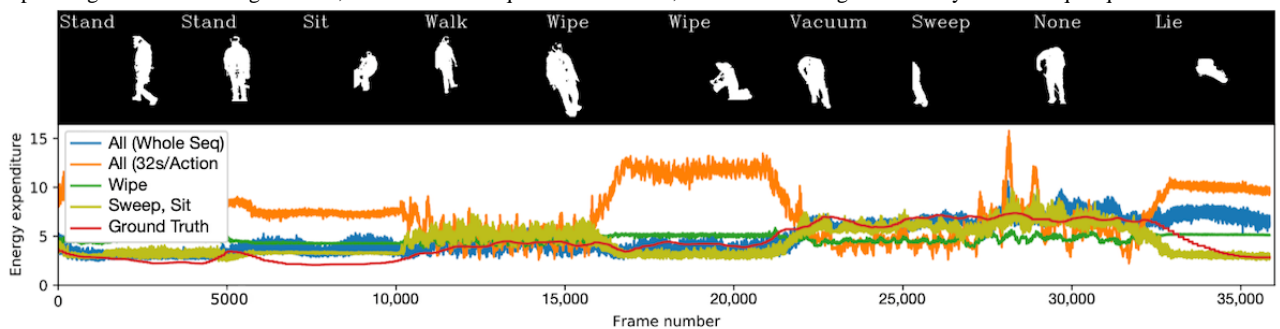 Stand Stand Sit Walk Wipe Wipe Vacuum Sweep None Lie
Energy expenditure
15
10
5
0
All (Whole Seq)
All (32s/Action
Wipe
Sweep, Sit
Ground Truth
0 5000 10,000 15,000 20,000 25,000 30,000 35,000
Frame number